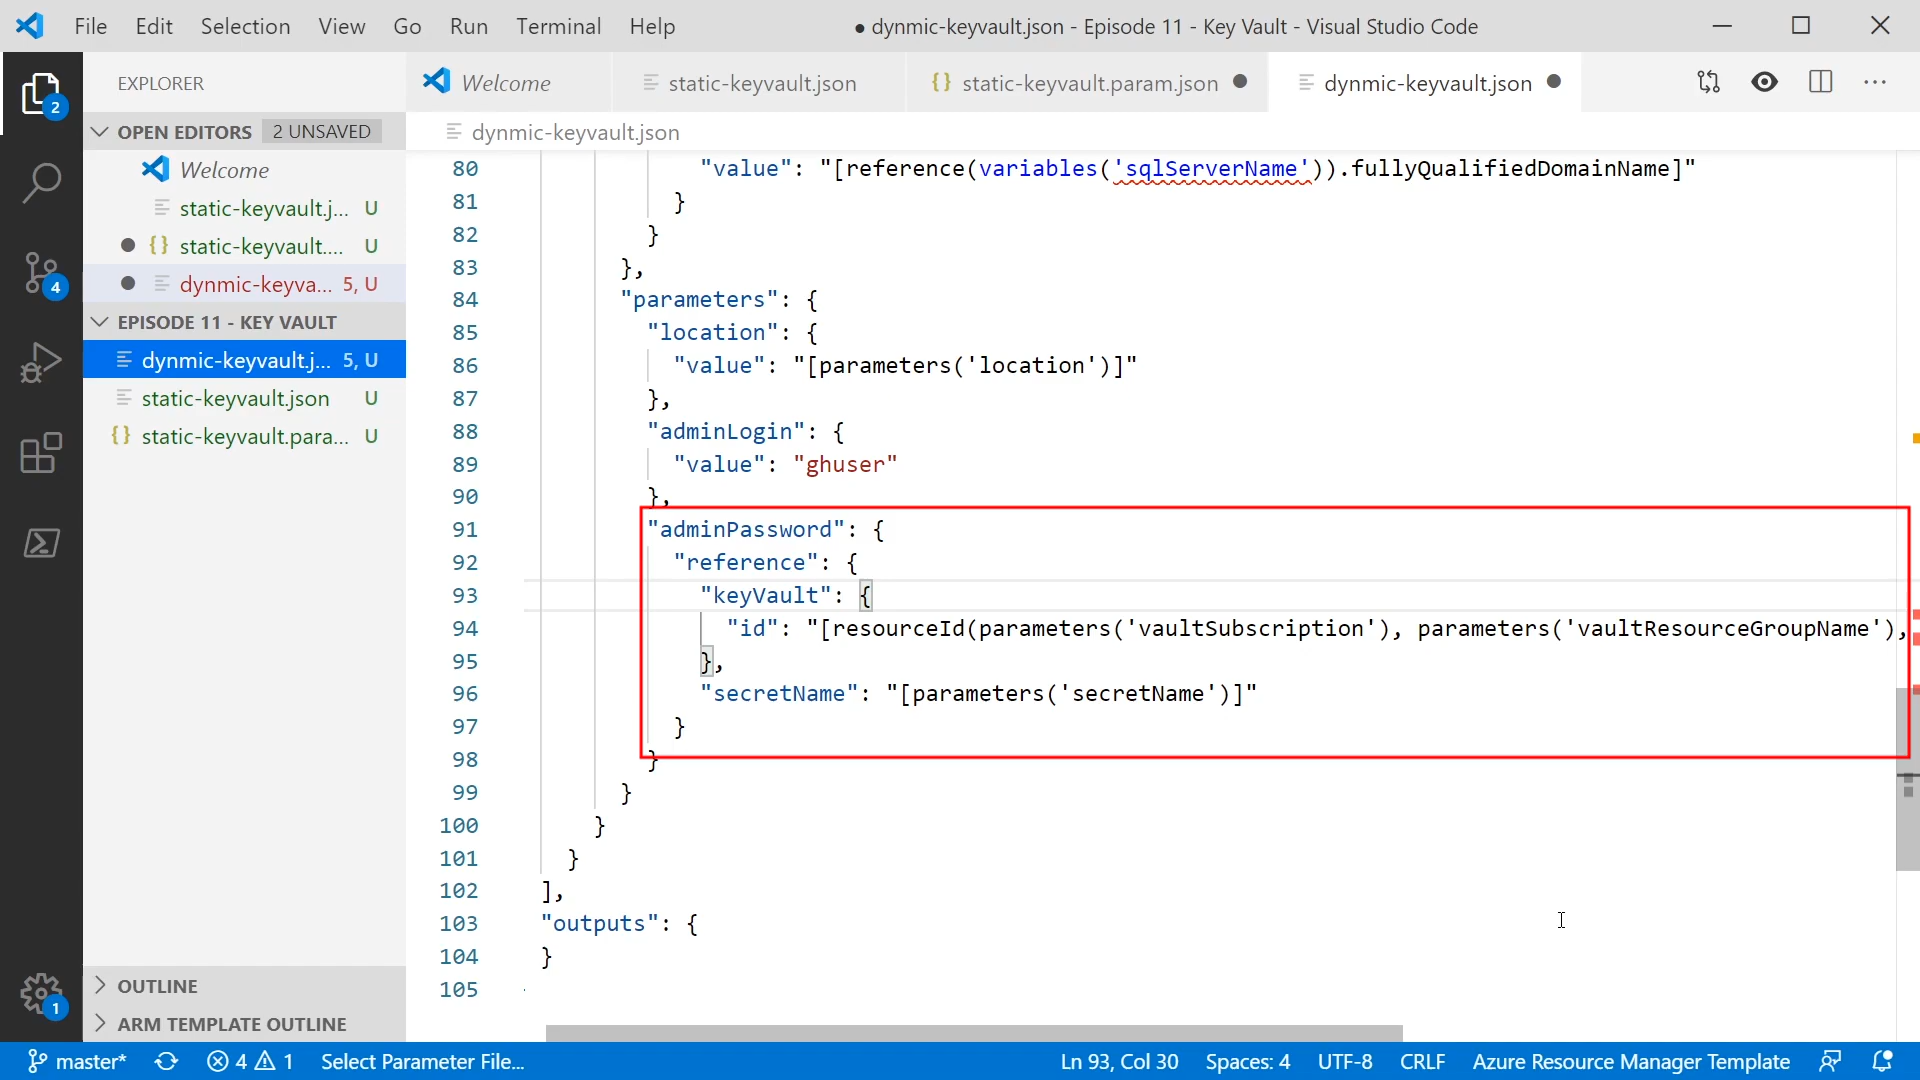 File Edit Selection View Go Run Terminal Help
● dynmic-keyvault.json - Episode 11 - Key Vault - Visual Studio Code
EXPLORER
OPEN EDITORS 2 UNSAVED
Welcome
static-keyvault.j... U
static-keyvault.... U
dynmic-keyva... 5, U
EPISODE 11 - KEY VAULT
dynmic-keyvault.j... 5, U
static-keyvault.json U
static-keyvault.para... U
OUTLINE
ARM TEMPLATE OUTLINE
2
4
1
Welcome static-keyvault.json {} static-keyvault.param.json dynmic-keyvault.json
dynmic-keyvault.json
80 "value": "[reference(variables('sqlServerName')).fullyQualifiedDomainName]"
81 }
82 }
83 },
84 "parameters": {
85 "location": {
86 "value": "[parameters('location')]"
87 },
88 "adminLogin": {
89 "value": "ghuser"
90 },
91 "adminPassword": {
92 "reference": {
93 "keyVault": {
94 "id": "[resourceId(parameters('vaultSubscription'), parameters('vaultResourceGroupName'),
95 },
96 "secretName": "[parameters('secretName')]"
97 }
98 }
99 }
100 }
101 }
102 ],
103 "outputs": {
104 }
105
master* 4 1 Select Parameter File... Ln 93, Col 30 Spaces: 4 UTF-8 CRLF Azure Resource Manager Template